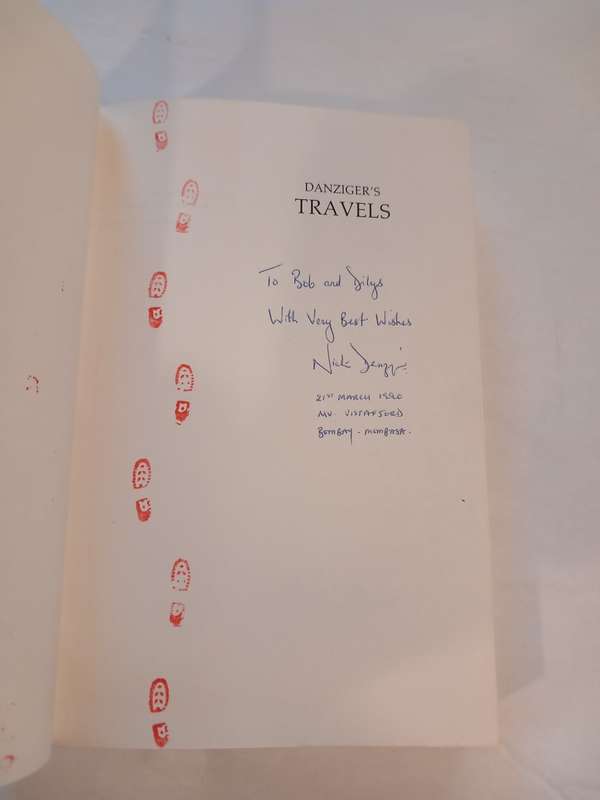 DANZIGER'S
TRAVELS
To Bob and Dilys
With Very Best Wishes
Nick Danziger
21ST MARCH 1990
MV. VISTAFJORD
BOMBAY - MOMBASA.